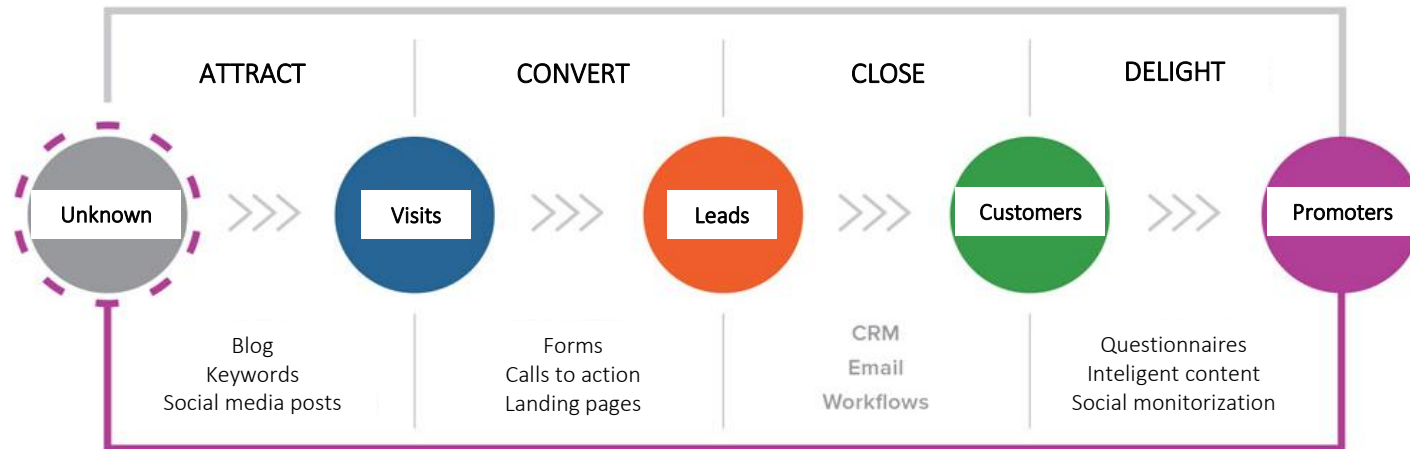 ATTRACT
CONVERT
CLOSE
DELIGHT
Unknown
Visits
Leads
Customers
Promoters
Blog
Keywords
Social media posts
Forms
Calls to action
Landing pages
CRM
Email
Workflows
Questionnaires
Inteligent content
Social monitorization